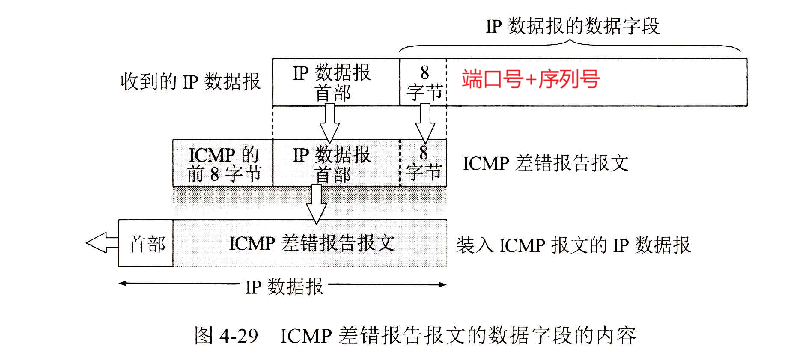 IP 数据报的数据字段
收到的 IP 数据报
IP 数据报
首部
8
字节
端口号+序列号
ICMP 的
前 8 字节
IP 数据报
首部
8
字节
ICMP 差错报告报文
首部
ICMP 差错报告报文
装入 ICMP 报文的 IP 数据报
IP 数据报
图 4-29 ICMP 差错报告报文的数据字段的内容